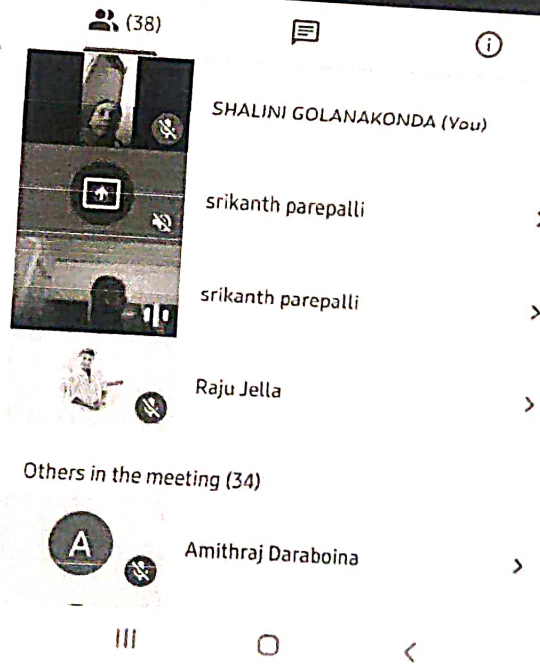 (38)
SHALINI GOLANAKONDA (You)
srikanth parepalli
srikanth parepalli
Raju Jella
Others in the meeting (34)
A
Amithraj Daraboina